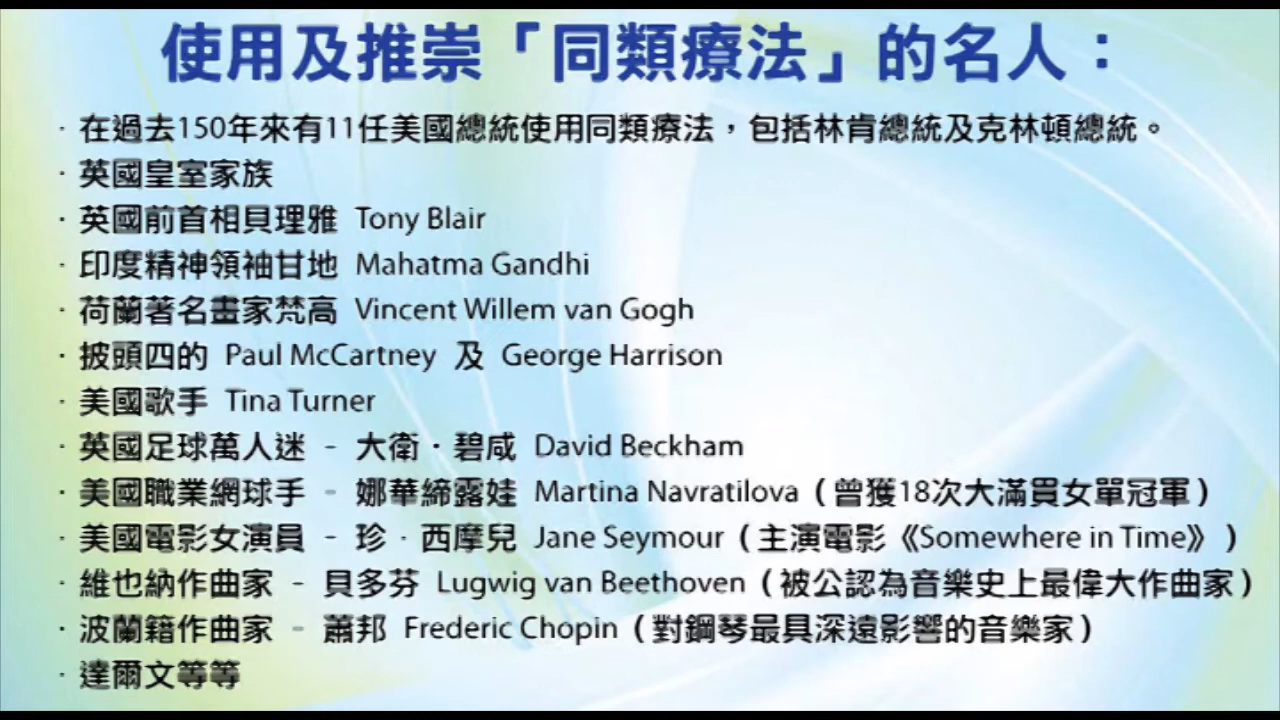 使用及推崇「同類療法」的名人：
· 在過去150年來有11任美國總統使用同類療法，包括林肯總統及克林頓總統。
· 英國皇室家族
· 英國前首相貝理雅 Tony Blair
· 印度精神領袖甘地 Mahatma Gandhi
· 荷蘭著名畫家梵高 Vincent Willem van Gogh
· 披頭四的 Paul McCartney 及 George Harrison
· 美國歌手 Tina Turner
· 英國足球萬人迷 – 大衛·碧咸 David Beckham
· 美國職業網球手 – 娜華締露娃 Martina Navratilova（曾獲18次大滿買女單冠軍）
· 美國電影女演員 – 珍·西摩兒 Jane Seymour（主演電影《Somewhere in Time》）
· 維也納作曲家 – 貝多芬 Lugwig van Beethoven（被公認為音樂史上最偉大作曲家）
· 波蘭籍作曲家 – 蕭邦 Frederic Chopin（對鋼琴最具深遠影響的音樂家）
· 達爾文等等